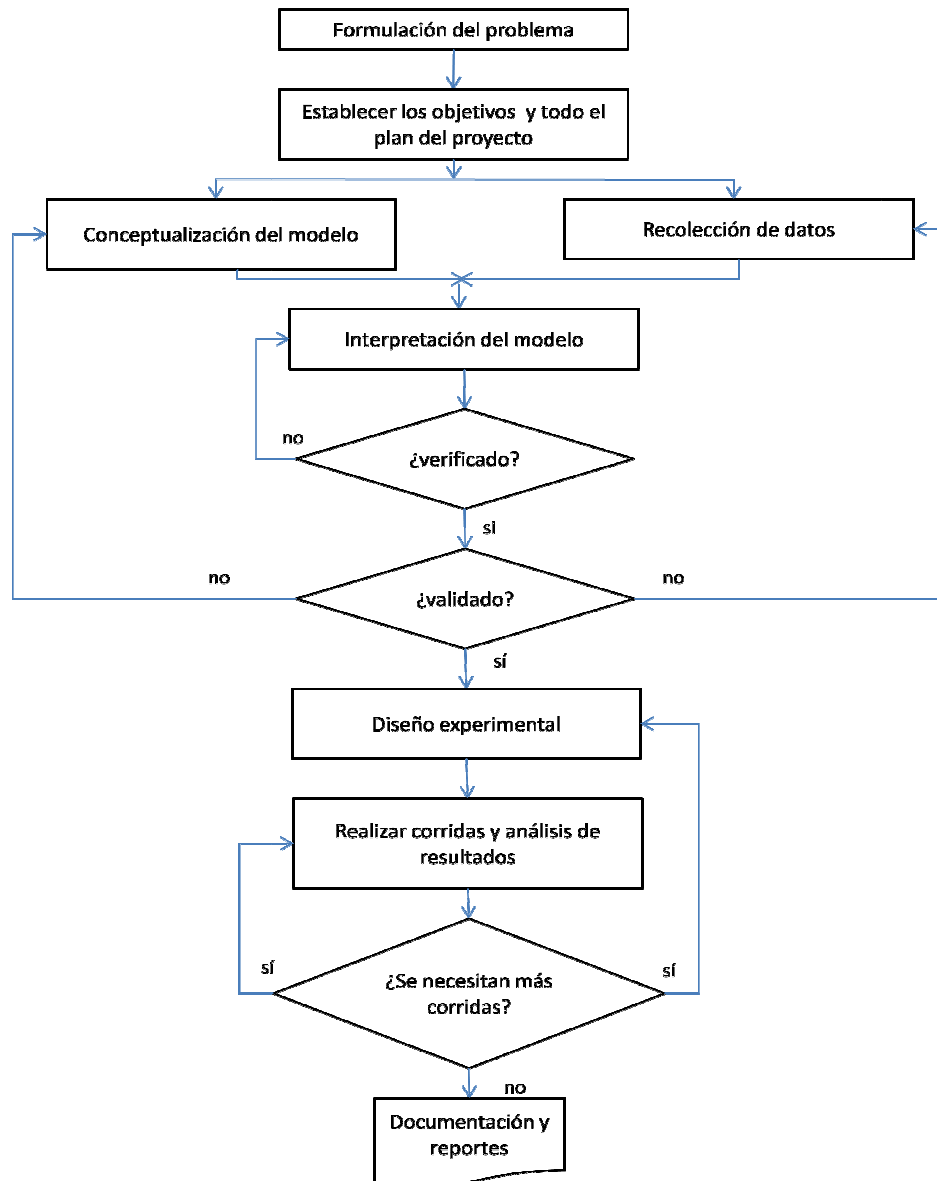 Formulación del problema
Establecer los objetivos y todo el
plan del proyecto
Conceptualización del modelo
Recolección de datos
Interpretación del modelo
no
¿verificado?
si
no
¿validado?
no
sí
Diseño experimental
Realizar corridas y análisis de
resultados
sí
¿Se necesitan más
corridas?
sí
no
Documentación y
reportes